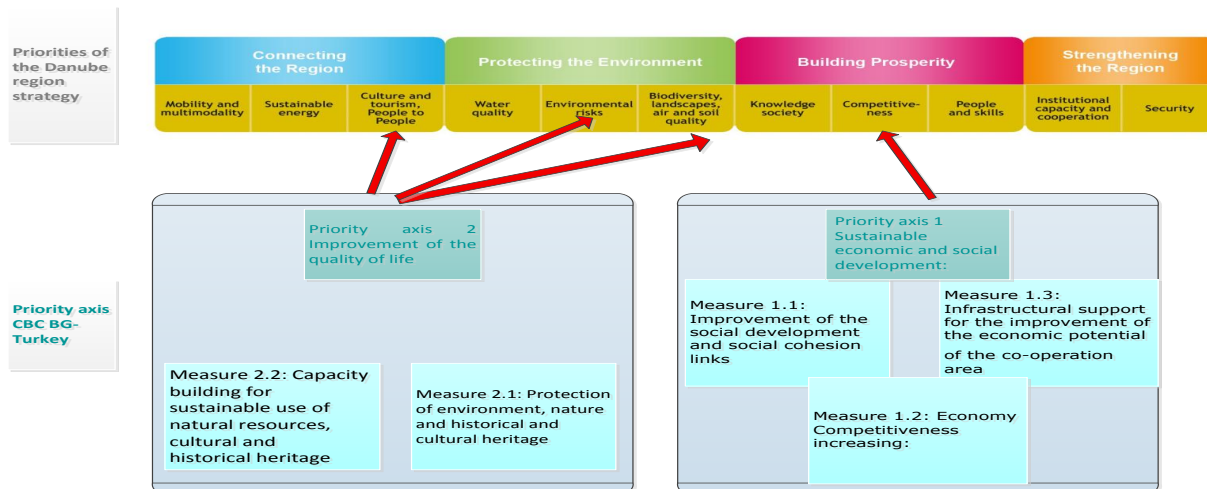 Priorities of
the Danube
region
strategy
Connecting
the Region
Protecting the Environment
Building Prosperity
Strengthening
the Region
Mobility and
multimodality
Sustainable
energy
Culture and
tourism,
People to
People
Water
quality
Environmental
risks
Biodiversity,
landscapes,
air and soil
quality
Knowledge
society
Competitive-
ness
People
and skills
Institutional
capacity and
cooperation
Security
Priority axis 2
Improvement of the
quality of life
Priority axis 1
Sustainable
economic and social
development:
Priority axis
CBC BG-
Turkey
Measure 2.2: Capacity
building for
sustainable use of
natural resources,
cultural and
historical heritage
Measure 2.1: Protection
of environment, nature
and historical and
cultural heritage
Measure 1.1:
Improvement of the
social development
and social cohesion
links
Measure 1.3:
Infrastructural support
for the improvement of
the economic potential
of the co-operation
area
Measure 1.2: Economy
Competitiveness
increasing: